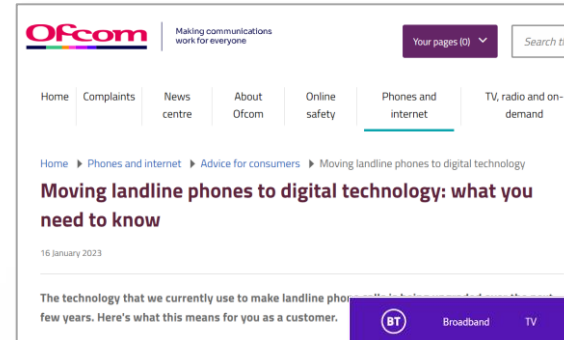 Ofcom
Making communications
work for everyone
Your pages (0)
Search th
Home Complaints News centre About Ofcom Online safety Phones and internet TV, radio and on-demand
Home Phones and internet Advice for consumers Moving landline phones to digital technology
Moving landline phones to digital technology: what you
need to know
16 January 2023
The technology that we currently use to make landline phone
few years. Here's what this means for you as a customer.
BT Broadband TV